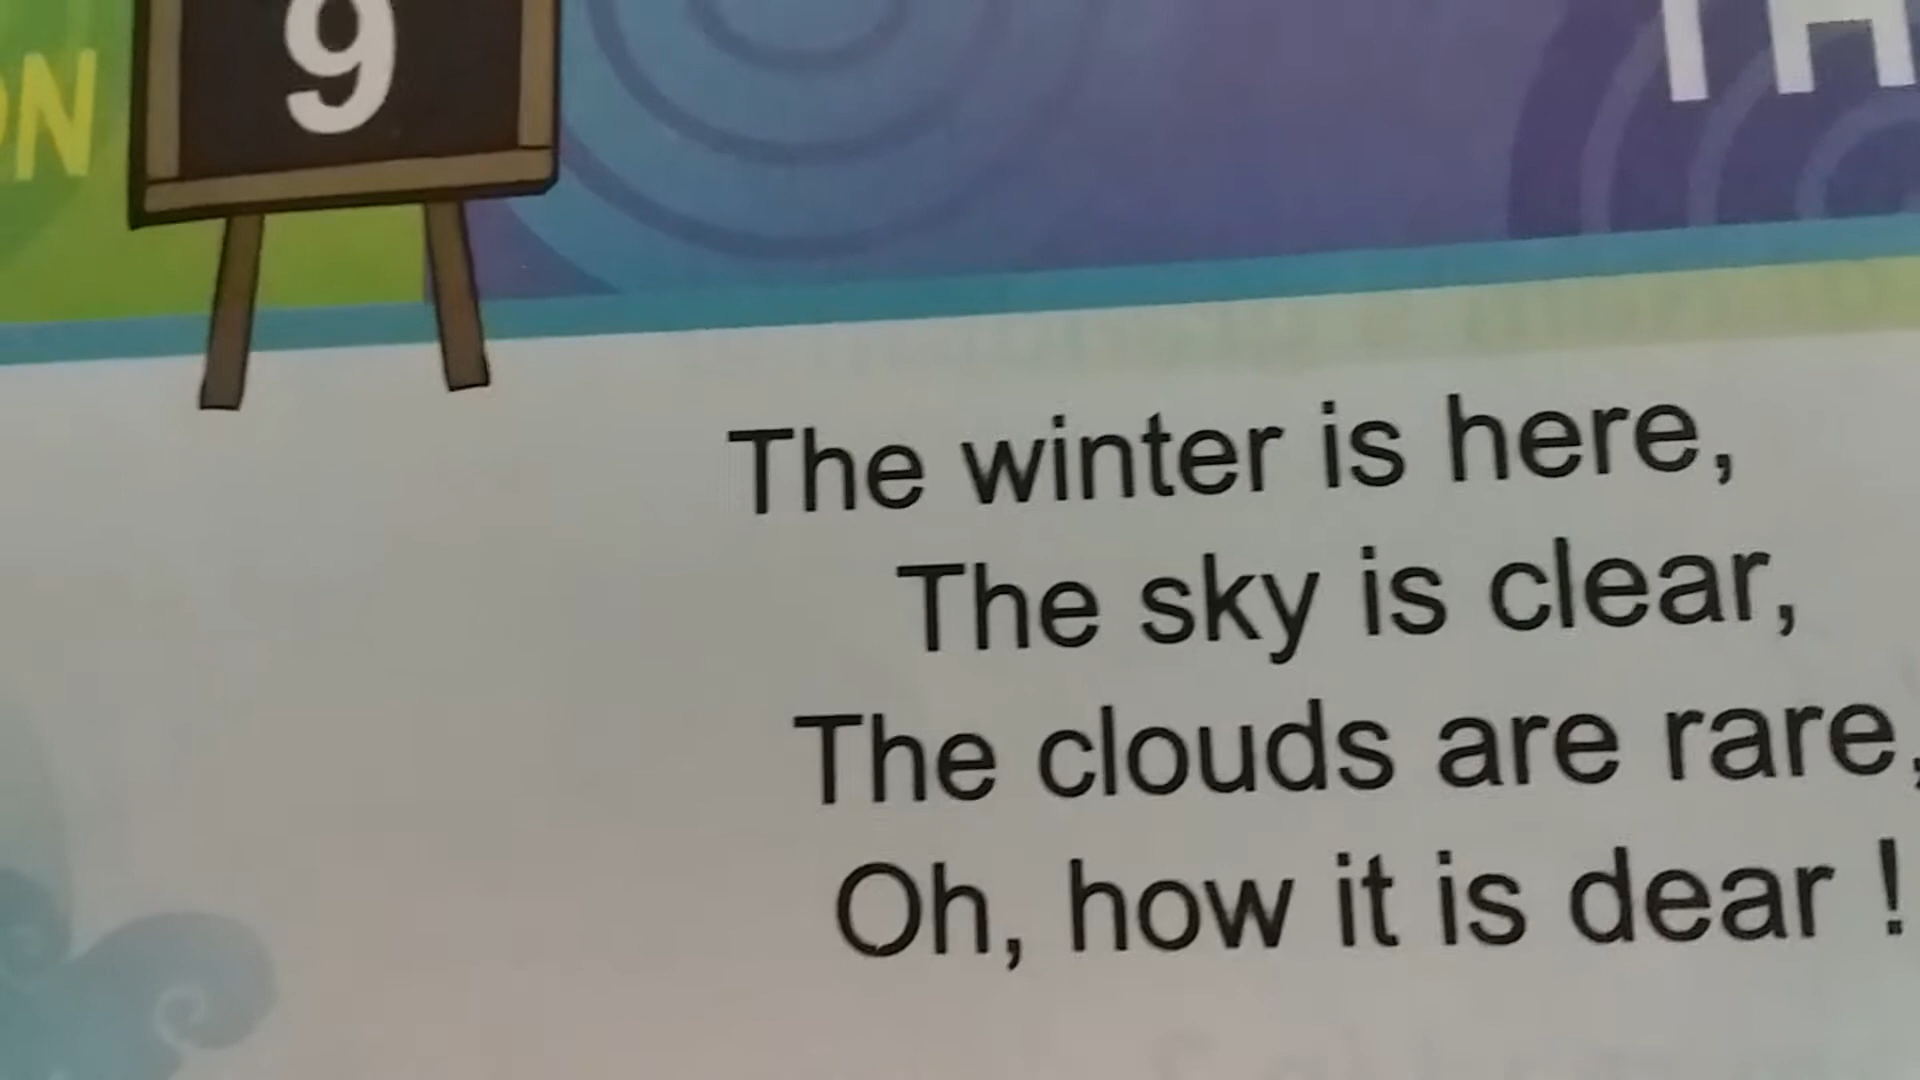 9
The winter is here,
The sky is clear,
The clouds are rare,
Oh, how it is dear !